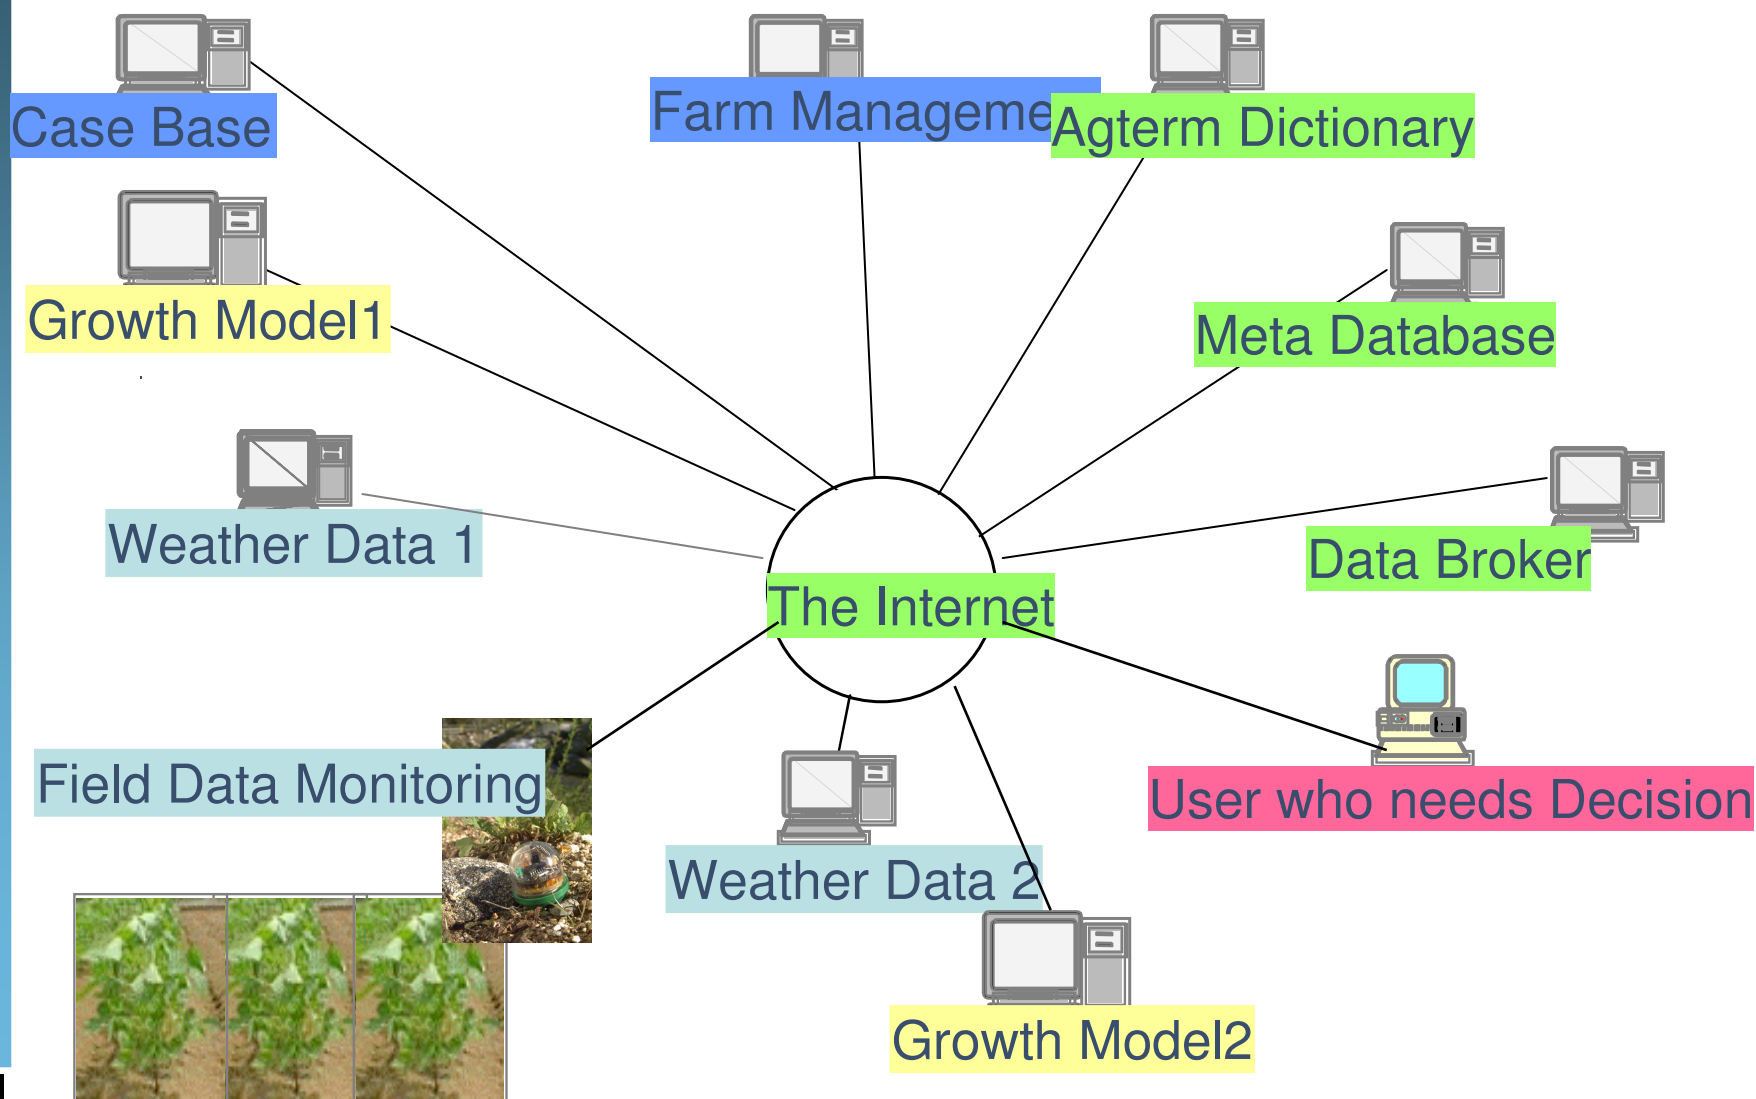 Case Base
Farm Manageme
Agterm Dictionary
Growth Model1
Meta Database
Weather Data 1
Data Broker
The Internet
Field Data Monitoring
User who needs Decision
Weather Data 2
Growth Model2